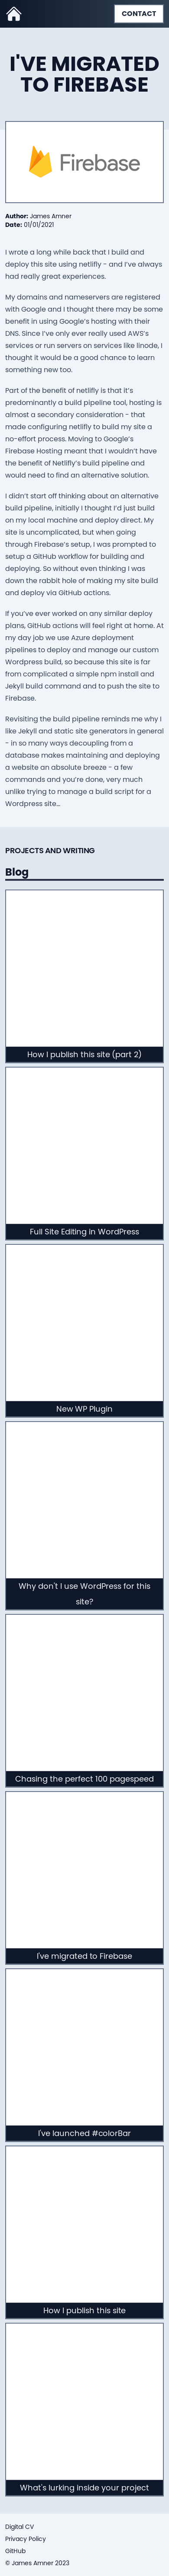 CONTACT
I'VE MIGRATED
TO FIREBASE
Firebase
Author: James Amner
Date: 01/01/2021
I wrote a long while back that I build and
deploy this site using netlifly - and I've always
had really great experiences.
My domains and nameservers are registered
with Google and I thought there may be some
benefit in using Google's hosting with their
DNS. Since I've only ever really used AWS's
services or run servers on services like linode, I
thought it would be a good chance to learn
something new too.
Part of the benefit of netlifly is that it's
predominantly a build pipeline tool, hosting is
almost a secondary consideration - that
made configuring netlifly to build my site a
no-effort process. Moving to Google's
Firebase Hosting meant that I wouldn't have
the benefit of Netlifly's build pipeline and
would need to find an alternative solution.
I didn't start off thinking about an alternative
build pipeline, initially I thought I'd just build
on my local machine and deploy direct. My
site is uncomplicated, but when going
through Firebase's setup, I was prompted to
setup a GitHub workflow for building and
deploying. So without even thinking I was
down the rabbit hole of making my site build
and deploy via GitHub actions.
If you've ever worked on any similar deploy
plans, GitHub actions will feel right at home. At
my day job we use Azure deployment
pipelines to deploy and manage our custom
Wordpress build, so because this site is far
from complicated a simple npm install and
Jekyll build command and to push the site to
Firebase.
Revisiting the build pipeline reminds me why I
like Jekyll and static site generators in general
- in so many ways decoupling from a
database makes maintaining and deploying
a website an absolute breeze - a few
commands and you're done, very much
unlike trying to manage a build script for a
Wordpress site...
PROJECTS AND WRITING
Blog
How I publish this site (part 2)
Full Site Editing in WordPress
New WP Plugin
Why don't I use WordPress for this
site?
Chasing the perfect 100 pagespeed
I've migrated to Firebase
I've launched #colorBar
How I publish this site
What's lurking inside your project
Digital CV
Privacy Policy
GitHub
© James Amner 2023